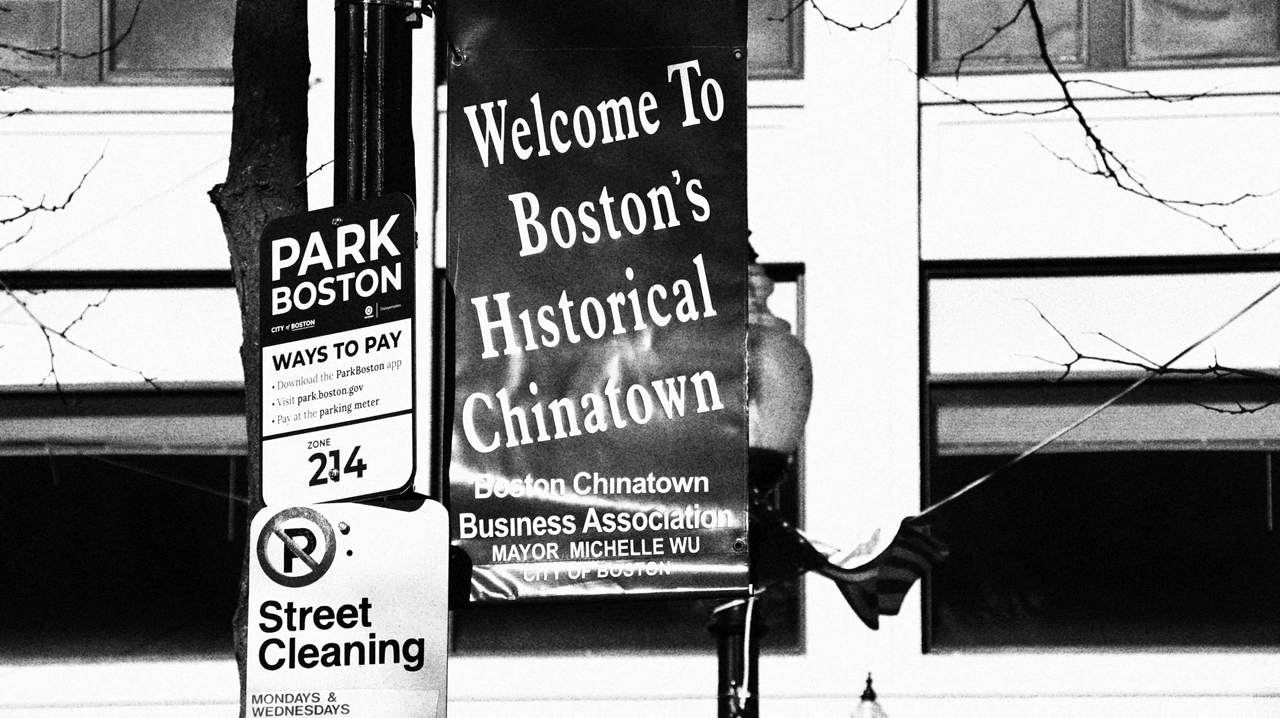 PARK
BOSTON
CITY of BOSTON
WAYS TO PAY
• Download the ParkBoston app
• Visit park.boston.gov
• Pay at the parking meter
ZONE
214
P
Street
Cleaning
MONDAYS &
WEDNESDAYS
Welcome To
Boston's
Historical
Chinatown
Boston Chinatown
Business Association
MAYOR MICHELLE WU
CITY OF BOSTON